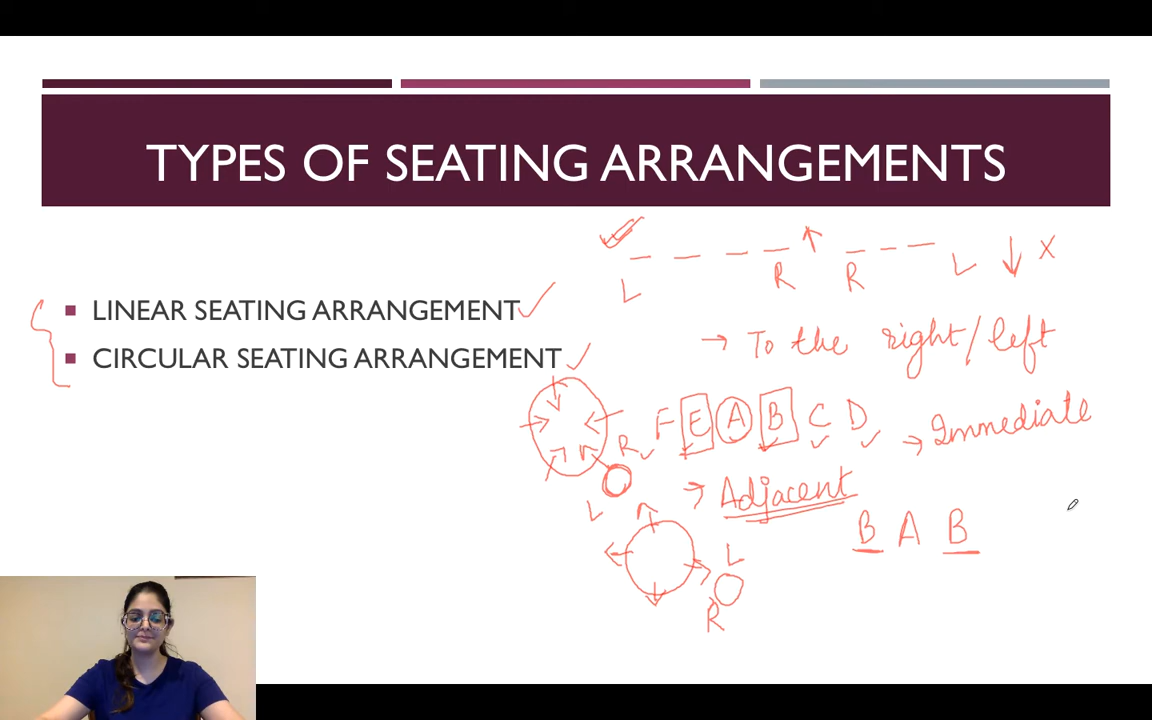 TYPES OF SEATING ARRANGEMENTS
L R R L X
LINEAR SEATING ARRANGEMENT
CIRCULAR SEATING ARRANGEMENT
→ To the right/left
F E A B C D → Immediate
R
L
→ Adjacent
B A B
L
R